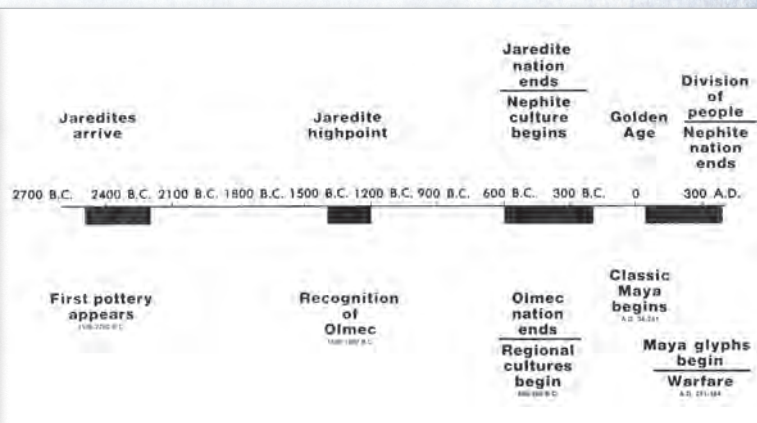 Jaredites
arrive
Jaredite
highpoint
Jaredite
nation
ends
Nephite
culture
begins
Golden
Age
Division
of
people
Nephite
nation
ends
2700 B.C. 2400 B.C. 2100 B.C. 1800 B.C. 1500 B.C. 1200 B.C. 900 B.C. 600 B.C. 300 B.C. 0 300 A.D.
First pottery
appears
Recognition
of
Olmec
Olmec
nation
ends
Regional
cultures
begin
Classic
Maya
begins
Maya glyphs
begin
Warfare